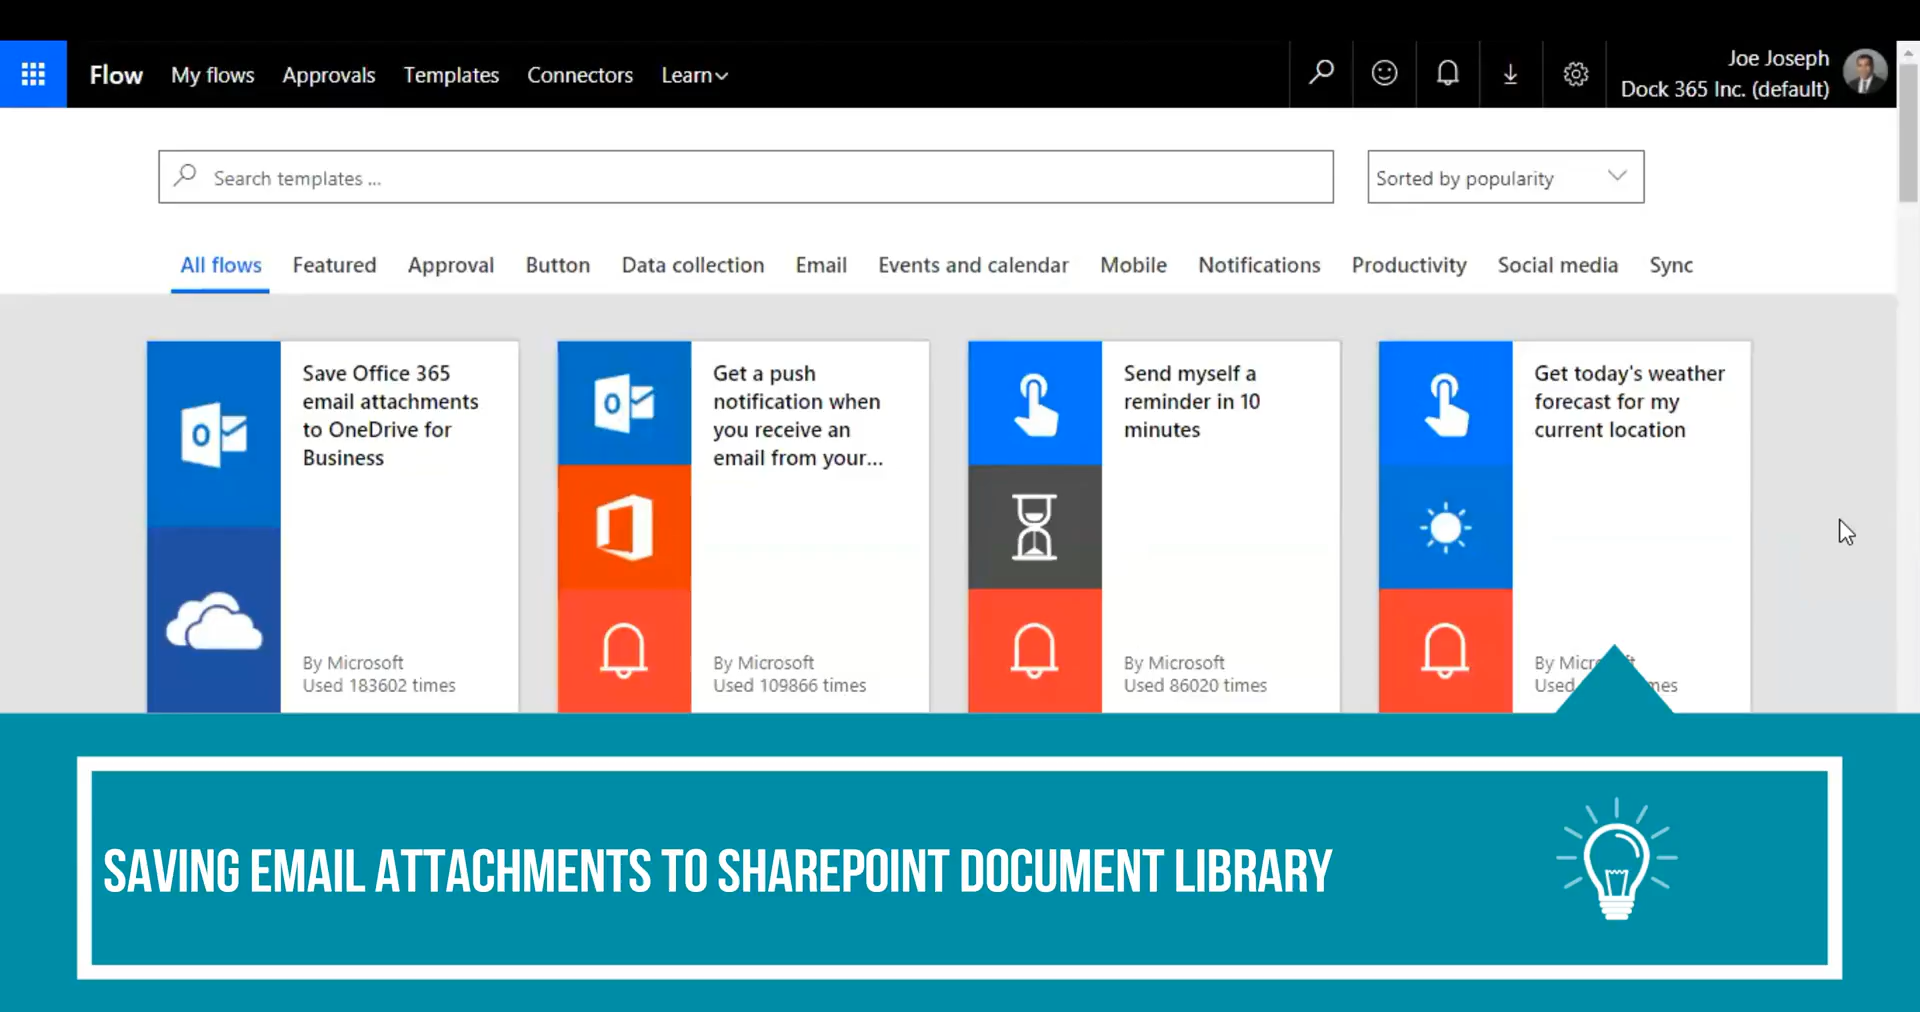 Flow My flows Approvals Templates Connectors Learn
Joe Joseph
Dock 365 Inc. (default)
Search templates ...
Sorted by popularity
All flows Featured Approval Button Data collection Email Events and calendar Mobile Notifications Productivity Social media Sync
Save Office 365
email attachments
to OneDrive for
Business
By Microsoft
Used 183602 times
Get a push
notification when
you receive an
email from your...
By Microsoft
Used 109866 times
Send myself a
reminder in 10
minutes
By Microsoft
Used 86020 times
Get today's weather
forecast for my
current location
By
Used
SAVING EMAIL ATTACHMENTS TO SHAREPOINT DOCUMENT LIBRARY